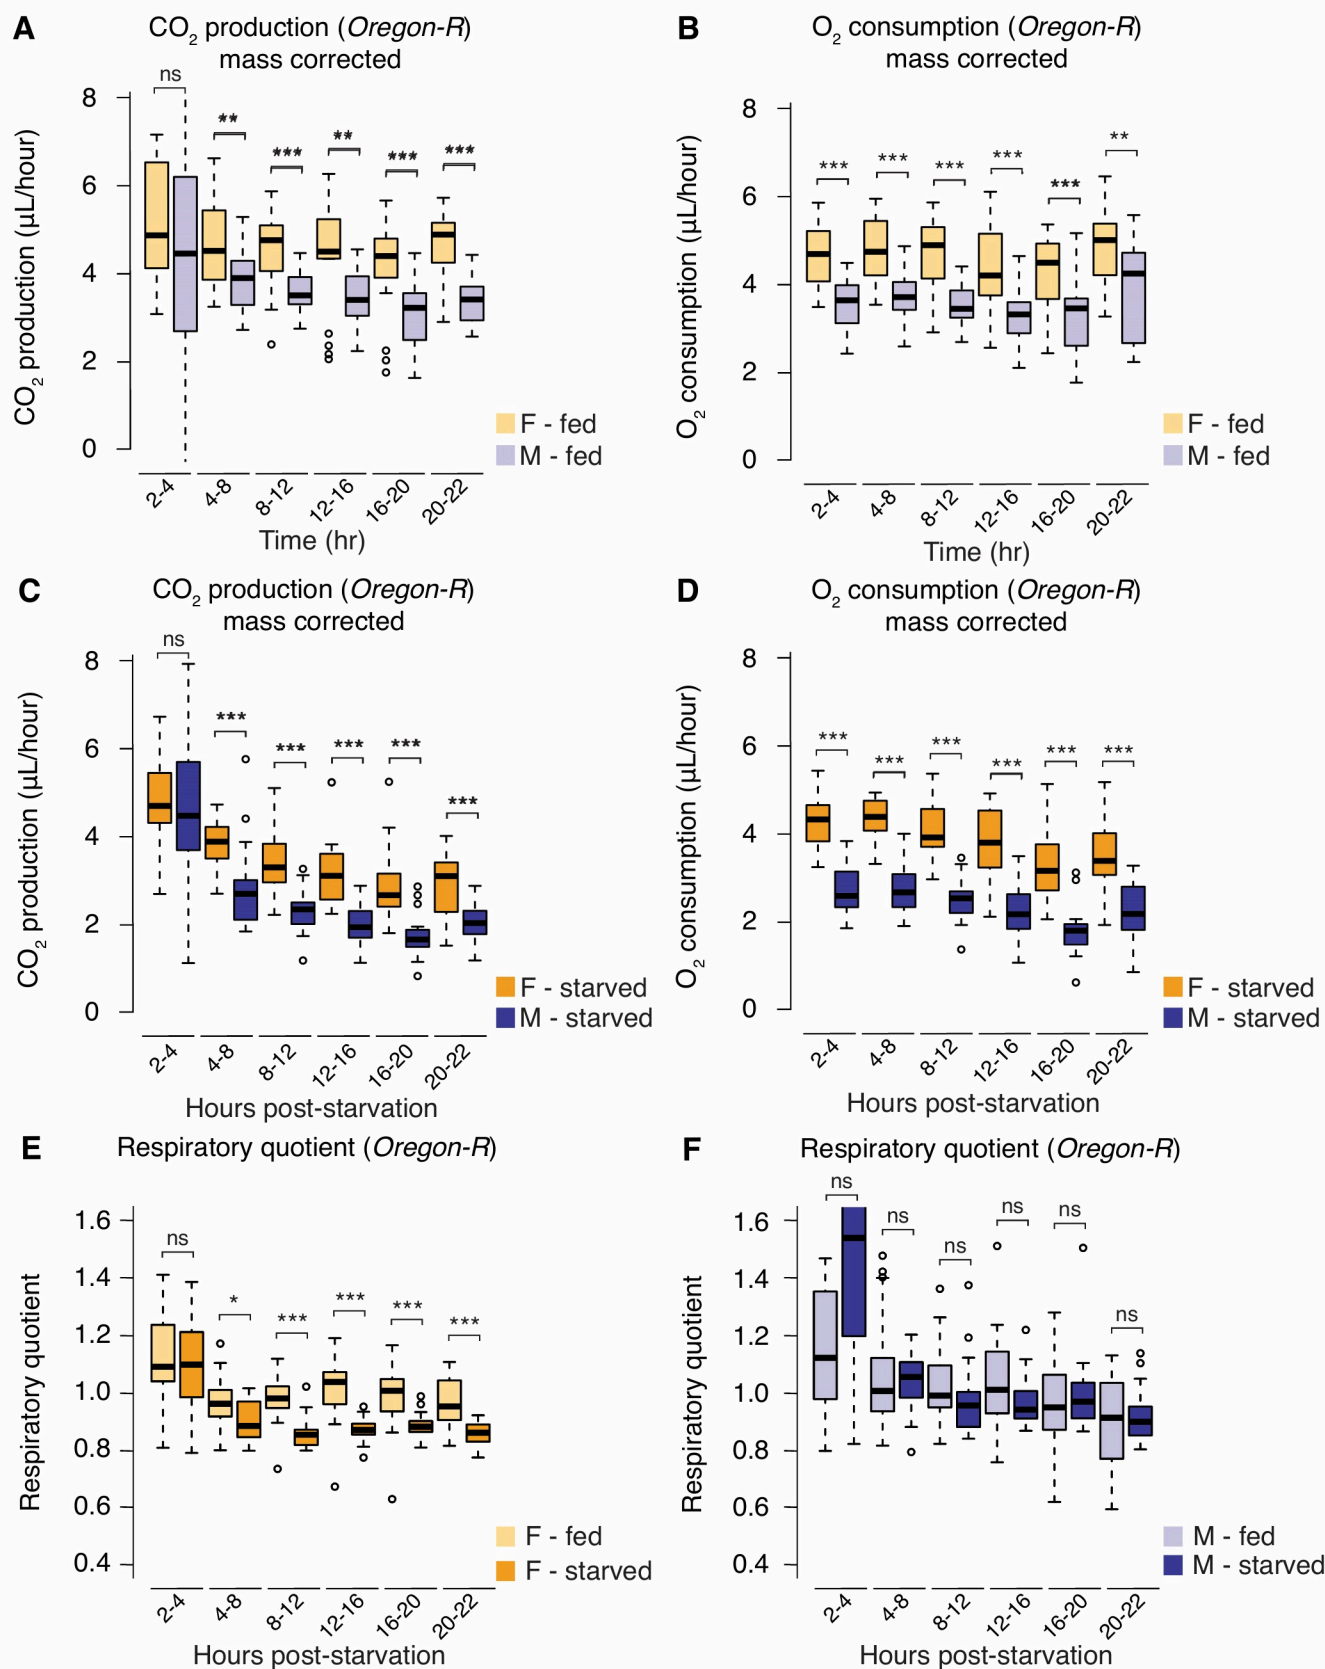 A
CO2 production (Oregon-R)
mass corrected
ns
**
***
**
***
***
8
6
4
2
0
CO2 production (µL/hour)
F - fed
M - fed
2-4
4-8
8-12
12-16
16-20
20-22
Time (hr)
B
O2 consumption (Oregon-R)
mass corrected
***
***
***
***
***
**
8
6
4
2
0
O2 consumption (µL/hour)
F - fed
M - fed
2-4
4-8
8-12
12-16
16-20
20-22
Time (hr)
C
CO2 production (Oregon-R)
mass corrected
ns
***
***
***
***
***
8
6
4
2
0
CO2 production (µL/hour)
F - starved
M - starved
2-4
4-8
8-12
12-16
16-20
20-22
Hours post-starvation
D
O2 consumption (Oregon-R)
mass corrected
***
***
***
***
***
***
8
6
4
2
0
O2 consumption (µL/hour)
F - starved
M - starved
2-4
4-8
8-12
12-16
16-20
20-22
Hours post-starvation
E
Respiratory quotient (Oregon-R)
ns
*
***
***
***
***
1.6
1.4
1.2
1.0
0.8
0.6
0.4
Respiratory quotient
F - fed
F - starved
2-4
4-8
8-12
12-16
16-20
20-22
Hours post-starvation
F
Respiratory quotient (Oregon-R)
ns
ns
ns
ns
ns
ns
1.6
1.4
1.2
1.0
0.8
0.6
0.4
Respiratory quotient
M - fed
M - starved
2-4
4-8
8-12
12-16
16-20
20-22
Hours post-starvation